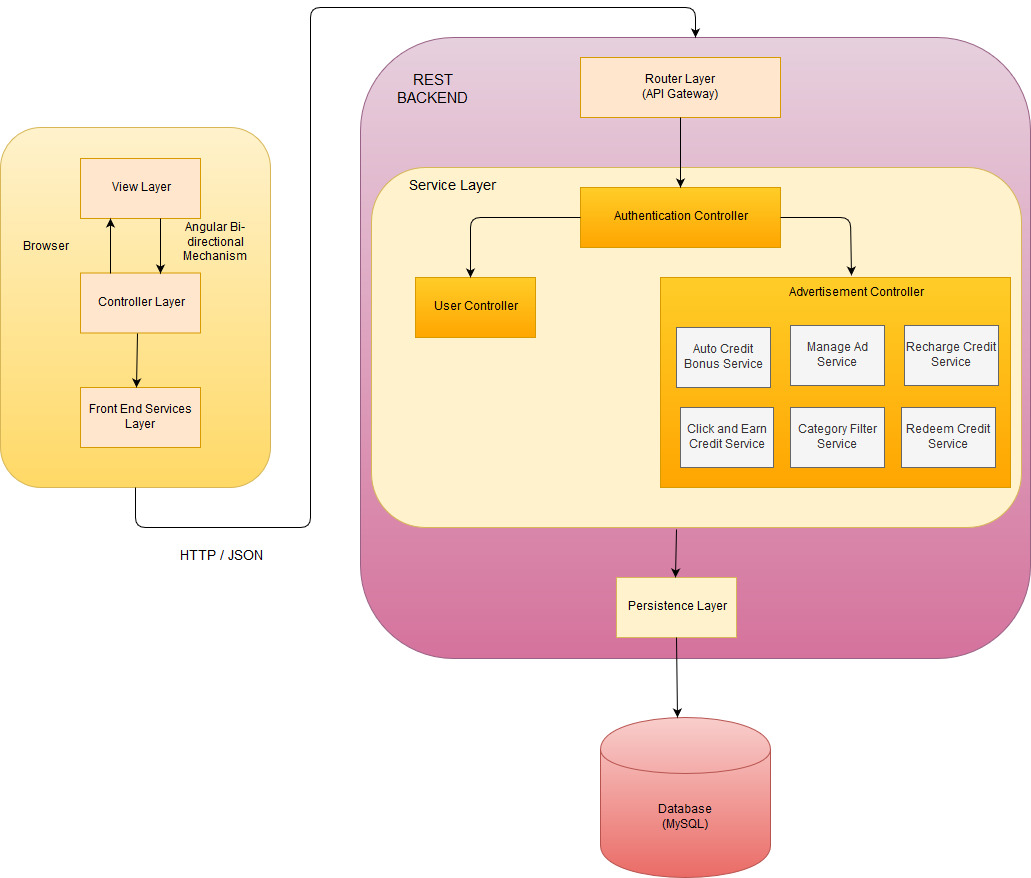 REST
BACKEND
Router Layer
(API Gateway)
View Layer
Browser
Angular Bi-
directional
Mechanism
Controller Layer
Front End Services
Layer
HTTP / JSON
Service Layer
Authentication Controller
User Controller
Advertisement Controller
Auto Credit
Bonus Service
Manage Ad
Service
Recharge Credit
Service
Click and Earn
Credit Service
Category Filter
Service
Redeem Credit
Service
Persistence Layer
Database
(MySQL)